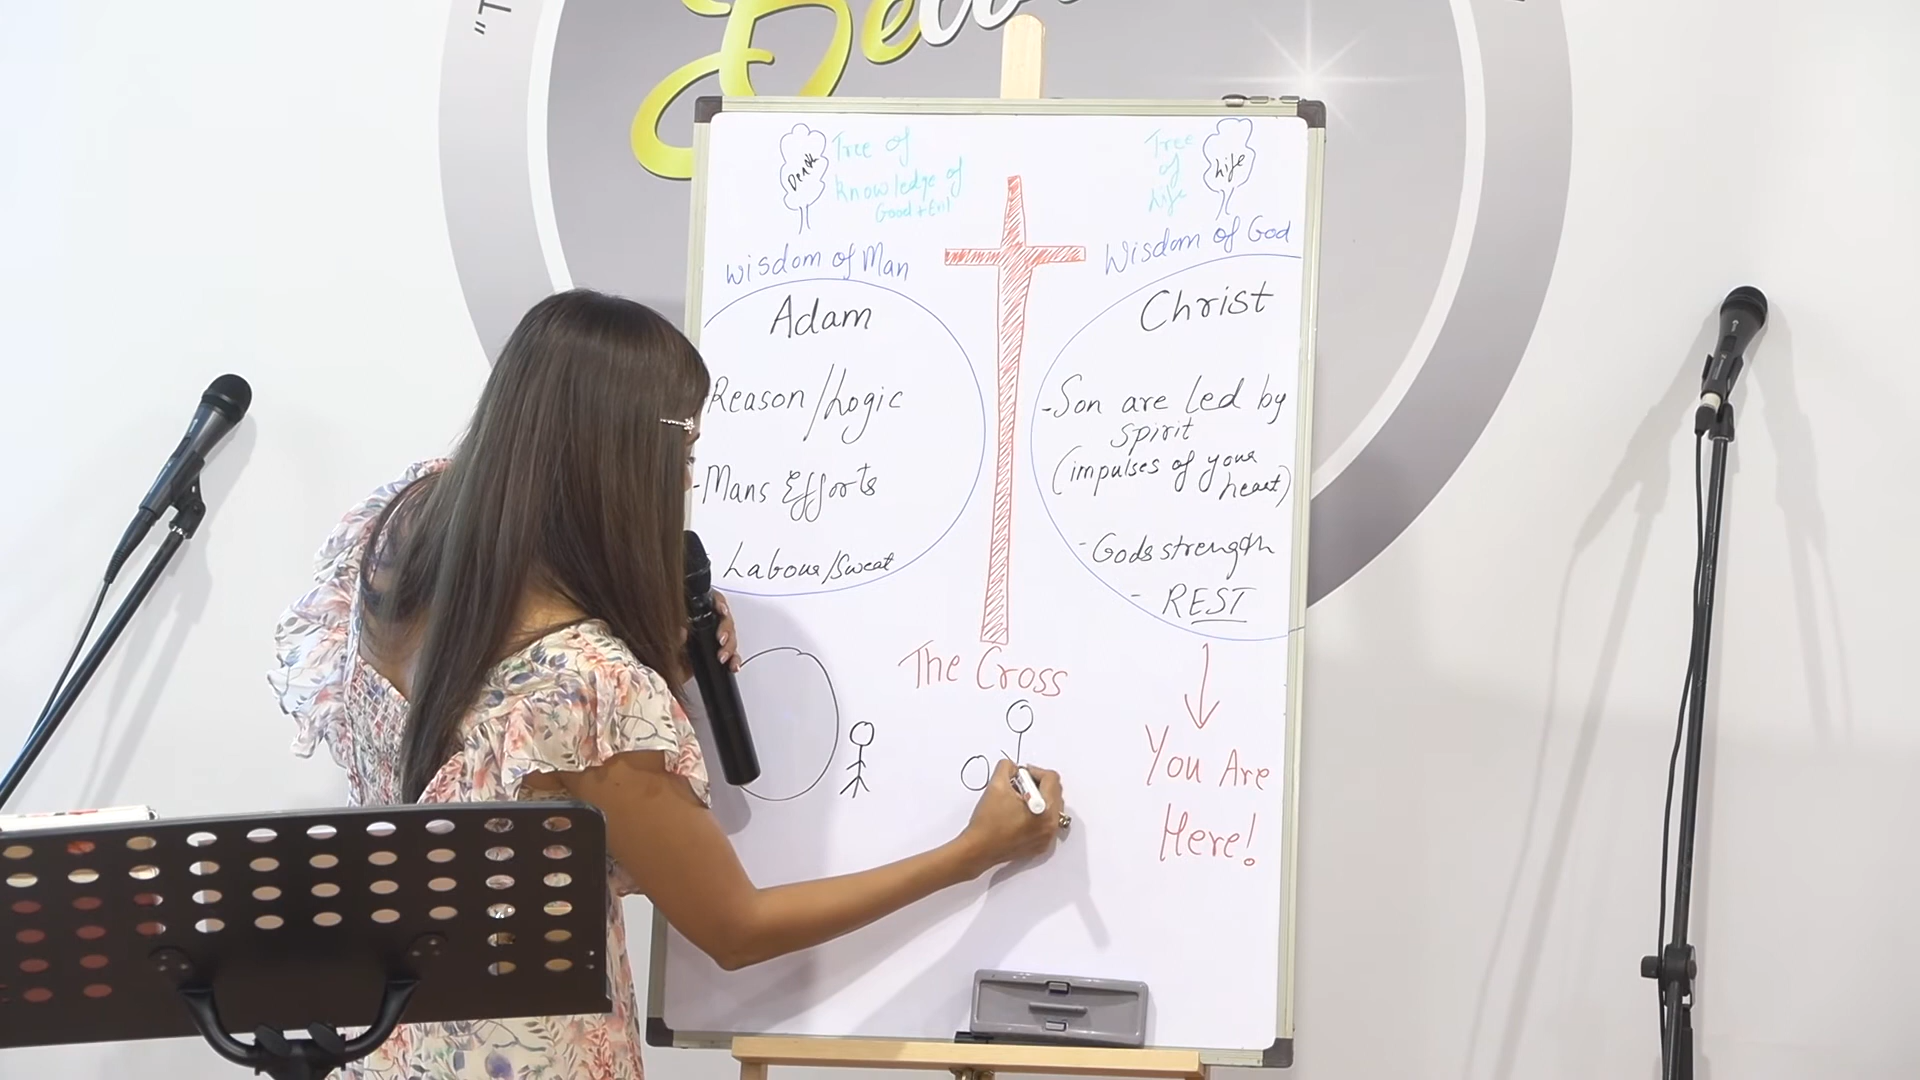 "T
Death
Tree of
knowledge of
Good + Evil
Wisdom of Man
Adam
Reason/Logic
-Mans Efforts
- Labour/Sweat
The Cross
Tree
of
Life
Life
Wisdom of God
Christ
-Son are Led by
spirit
(impulses of your
heart)
- Gods strength
- REST
You Are
Here!